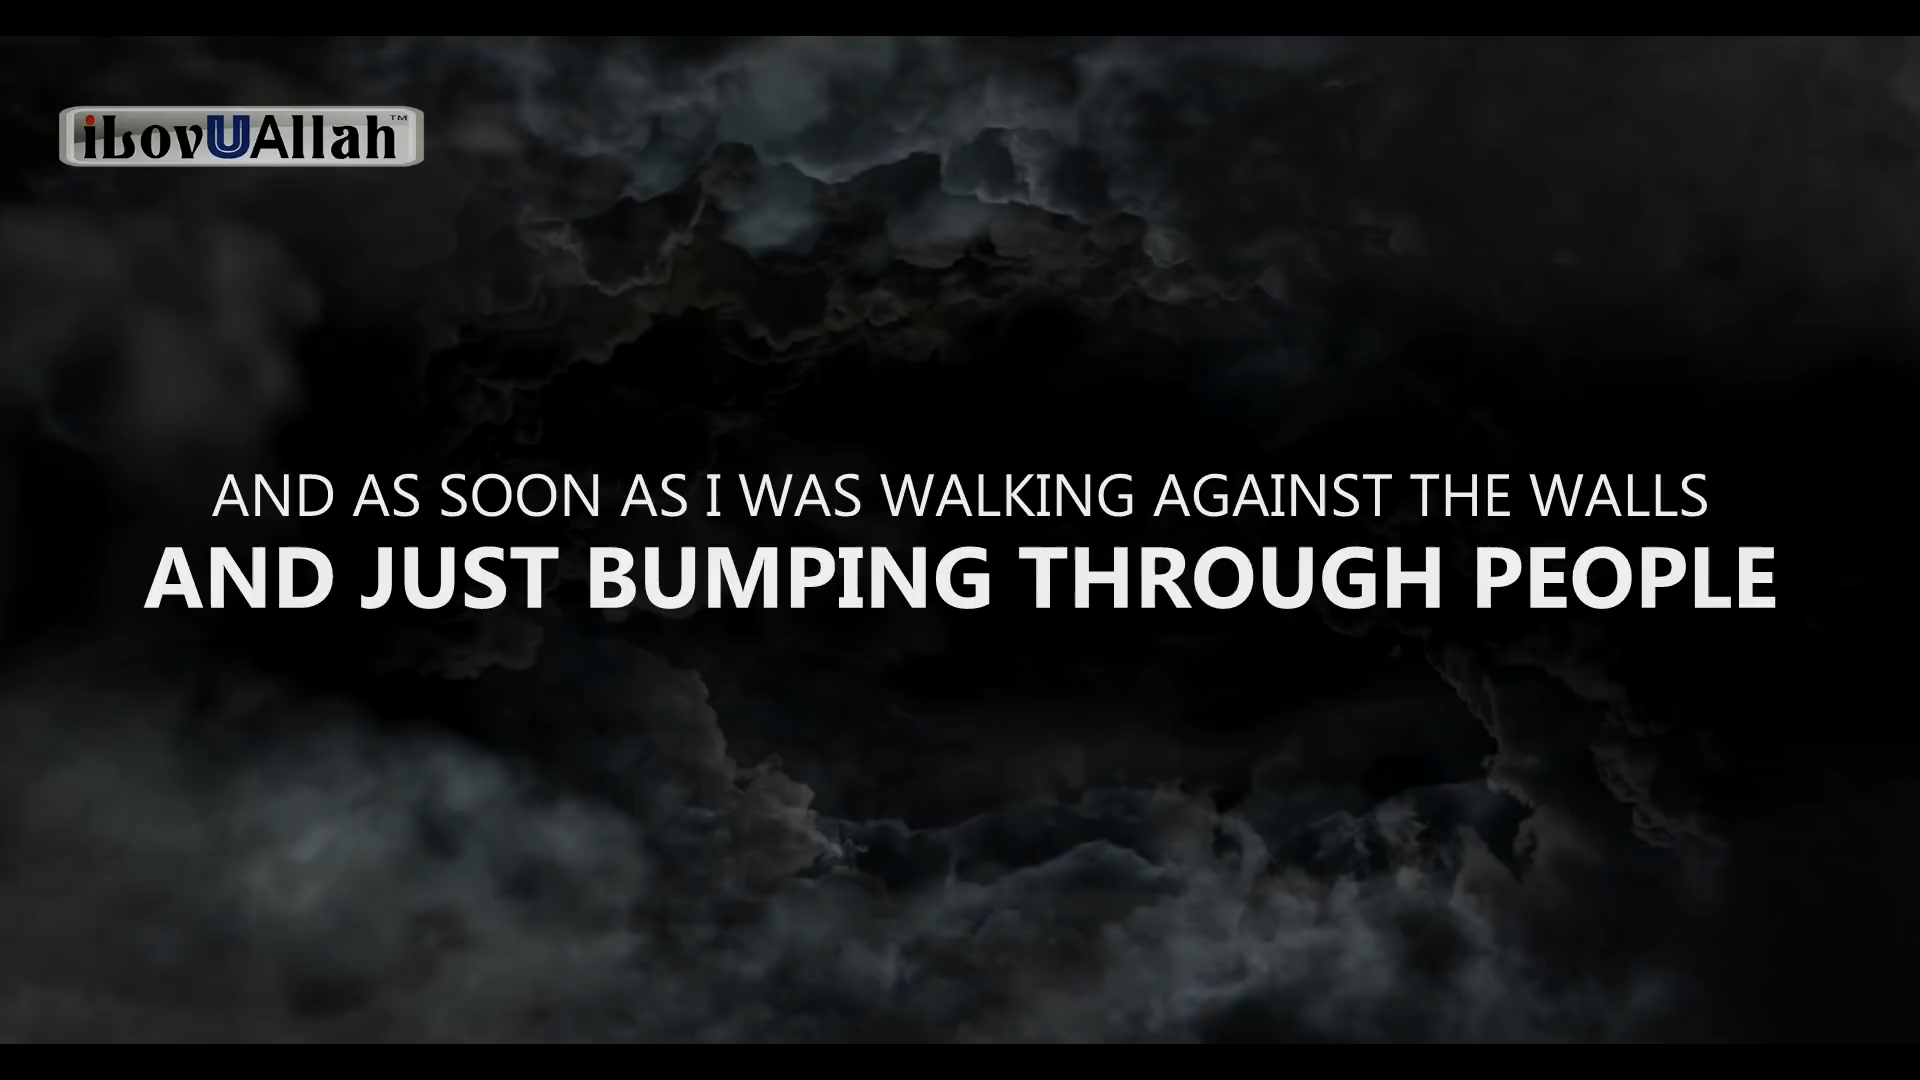 iLovUAllah™
AND AS SOON AS I WAS WALKING AGAINST THE WALLS
AND JUST BUMPING THROUGH PEOPLE